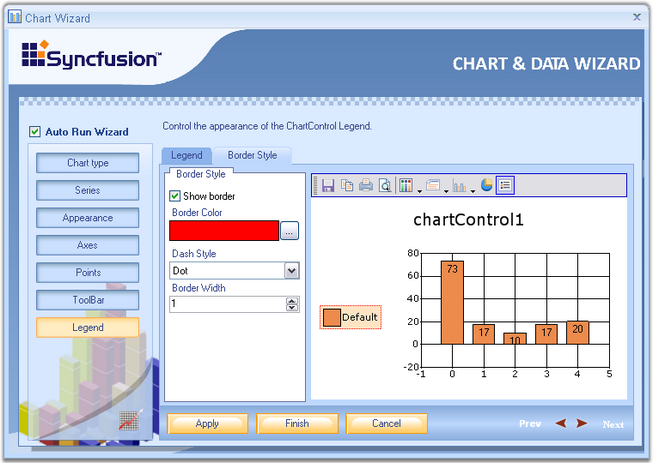 Chart Wizard
Syncfusion™
CHART & DATA WIZARD
Auto Run Wizard
Control the appearance of the ChartControl Legend.
Chart type
Series
Appearance
Axes
Points
ToolBar
Legend
Legend
Border Style
Border Style
Show border
Border Color
...
Dash Style
Dot
Border Width
1
chartControl1
Default
80
60
40
20
0
-20
73
17
10
17
20
-1 0 1 2 3 4 5
Apply
Finish
Cancel
Prev
Next